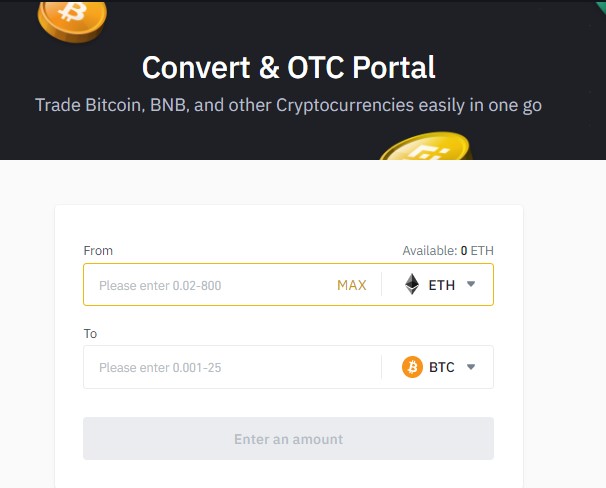 Convert & OTC Portal
Trade Bitcoin, BNB, and other Cryptocurrencies easily in one go
From
Available: 0 ETH
Please enter 0.02-800
MAX
ETH
To
Please enter 0.001-25
BTC
Enter an amount